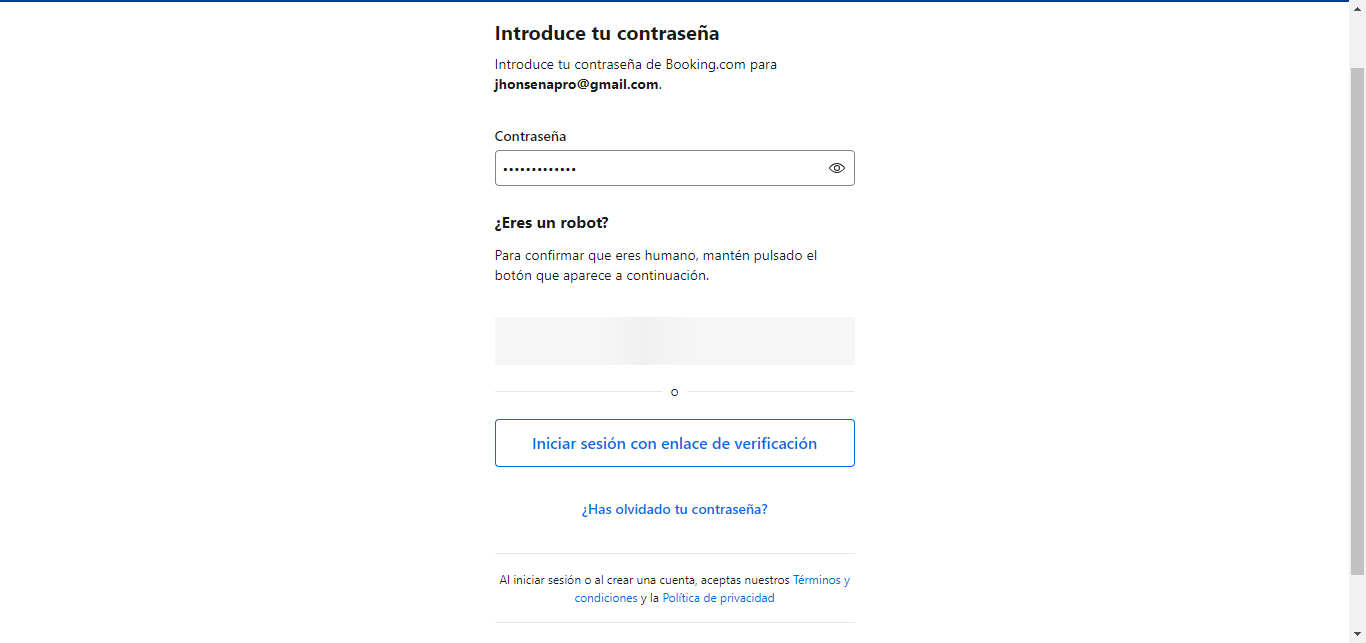 Introduce tu contraseña
Introduce tu contraseña de Booking.com para
jhonsenapro@gmail.com.
Contraseña
•••••••••••••
¿Eres un robot?
Para confirmar que eres humano, mantén pulsado el
botón que aparece a continuación.
o
Iniciar sesión con enlace de verificación
¿Has olvidado tu contraseña?
Al iniciar sesión o al crear una cuenta, aceptas nuestros Términos y
condiciones y la Política de privacidad